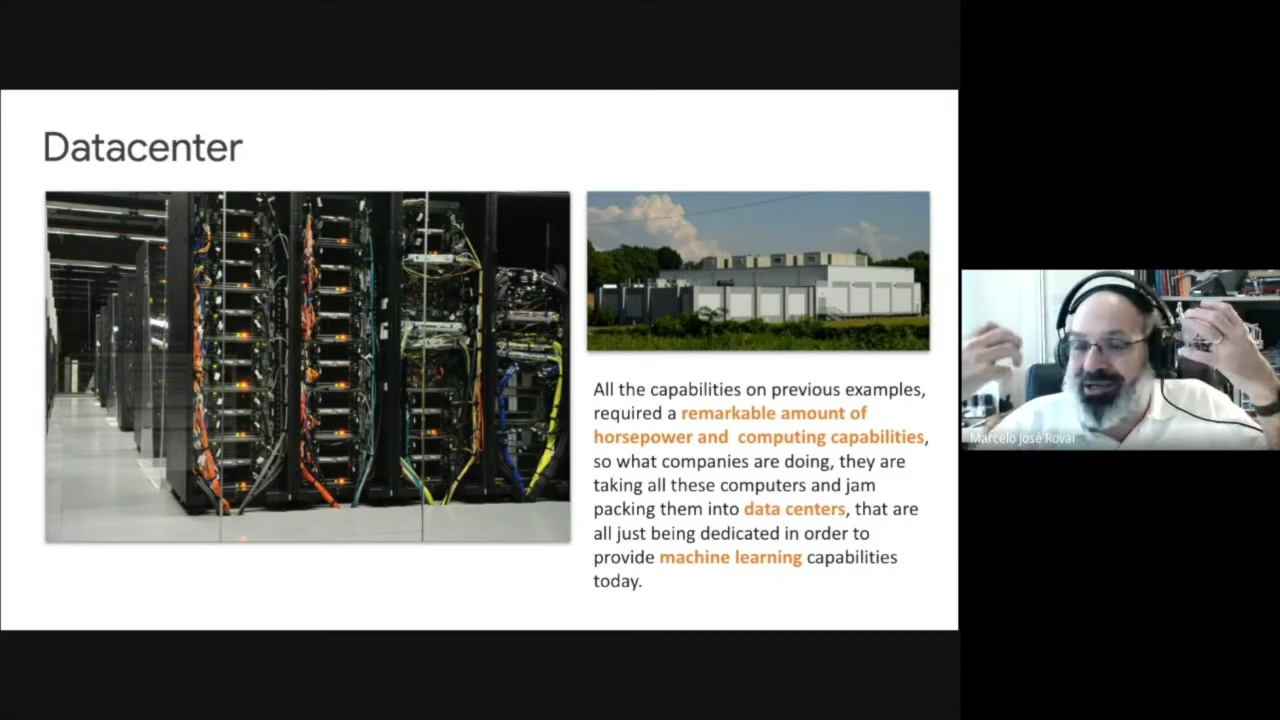 Datacenter
All the capabilities on previous examples,
required a remarkable amount of
horsepower and  computing capabilities,
so what companies are doing, they are
taking all these computers and jam
packing them into data centers, that are
all just being dedicated in order to
provide machine learning capabilities
today.
Marcelo José Rovai